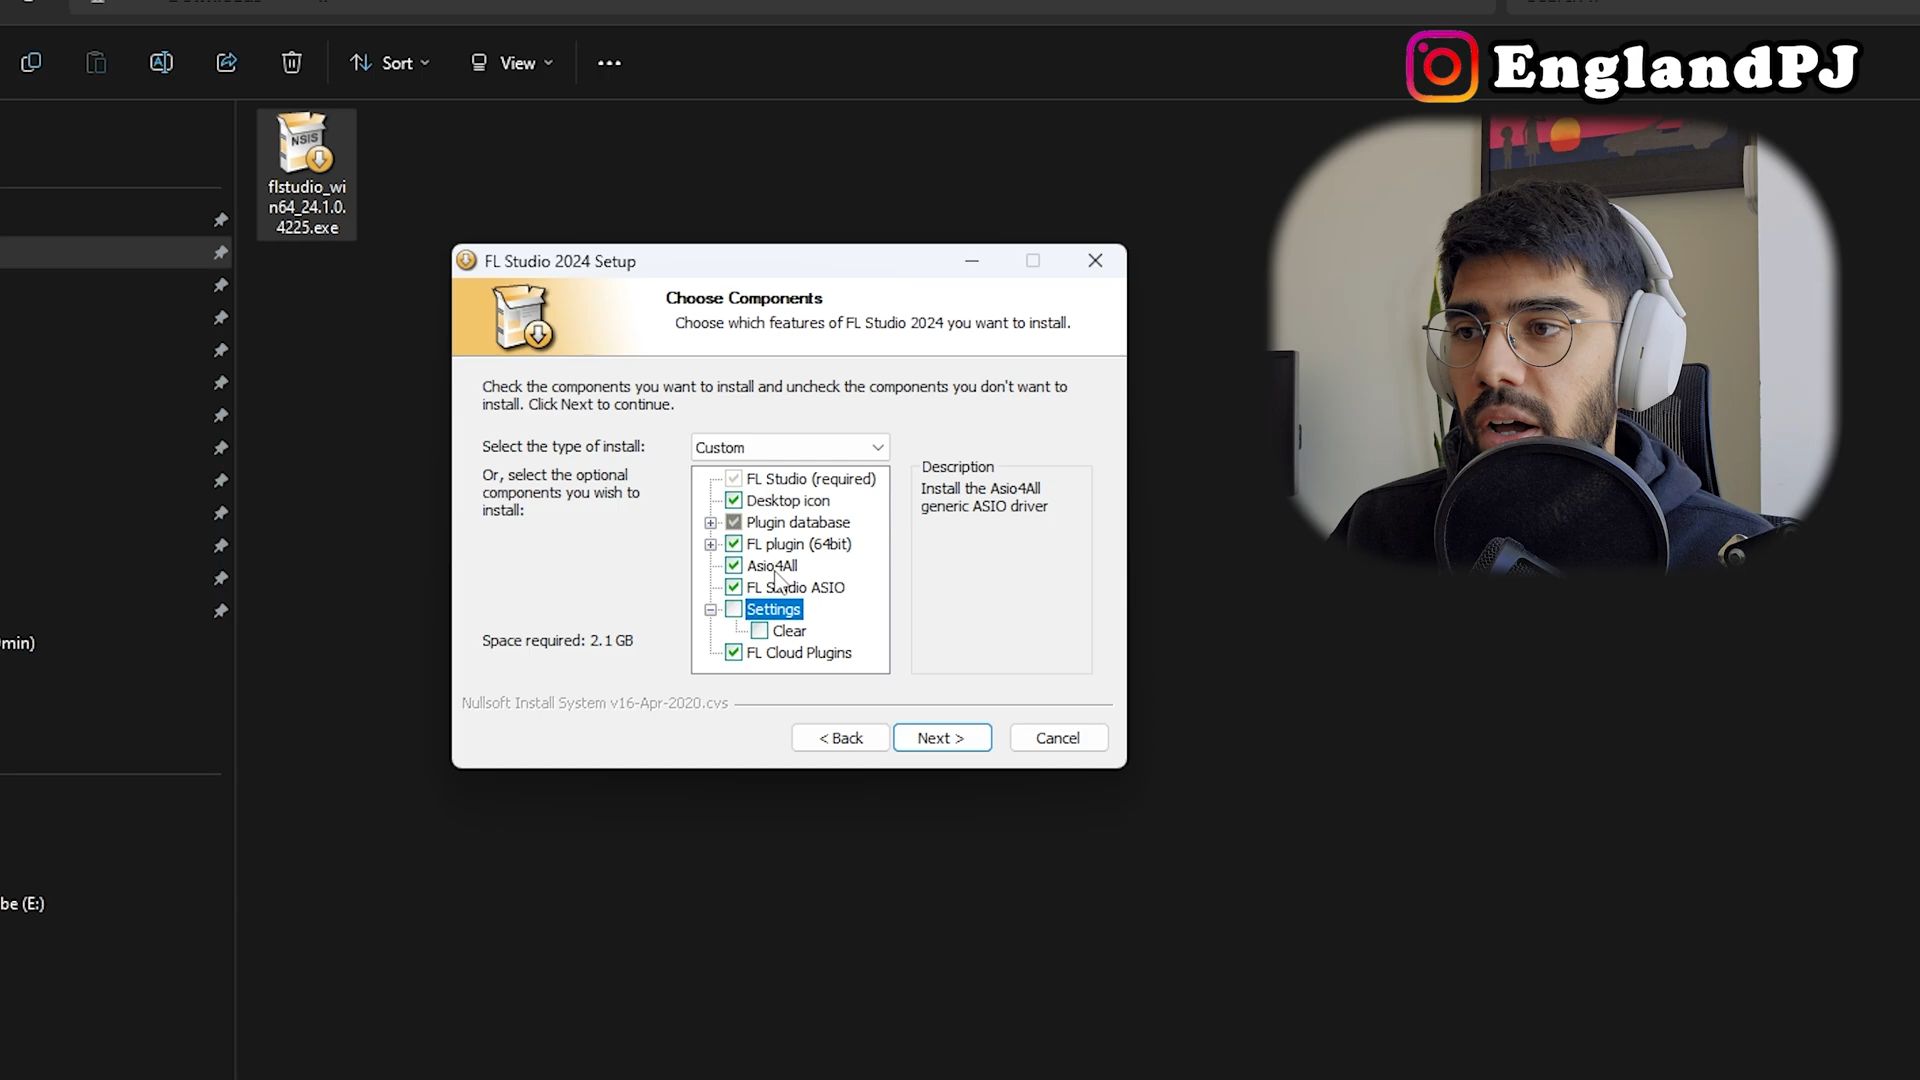 Sort
View
EnglandPJ
NSIS
flstudio_wi
n64_24.1.0.
4225.exe
FL Studio 2024 Setup
Choose Components
Choose which features of FL Studio 2024 you want to install.
Check the components you want to install and uncheck the components you don't want to
install. Click Next to continue.
Select the type of install:
Custom
Or, select the optional
components you wish to
install:
FL Studio (required)
Desktop icon
Plugin database
FL plugin (64bit)
Asio4All
FL Studio ASIO
Settings
Clear
FL Cloud Plugins
Description
Install the Asio4All
generic ASIO driver
Space required: 2.1 GB
Nullsoft Install System v16-Apr-2020.cvs
< Back
Next >
Cancel
min)
be (E:)